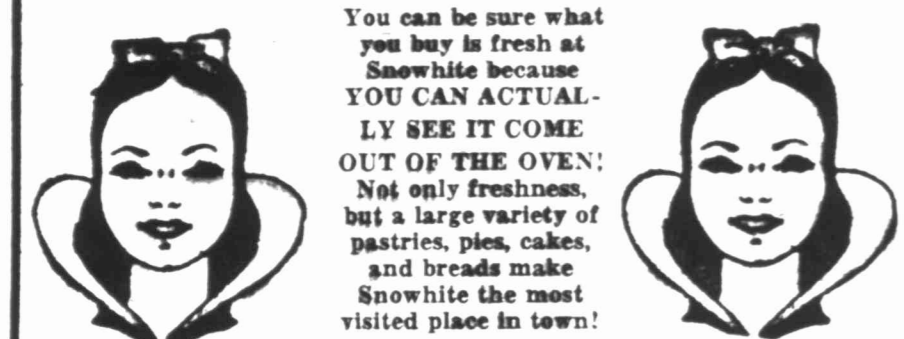 You can be sure what
you buy is fresh at
Snowhite because
YOU CAN ACTUAL-
LY SEE IT COME
OUT OF THE OVEN!
Not only freshness,
but a large variety of
pastries, pies, cakes,
and breads make
Snowhite the most
visited place in town!